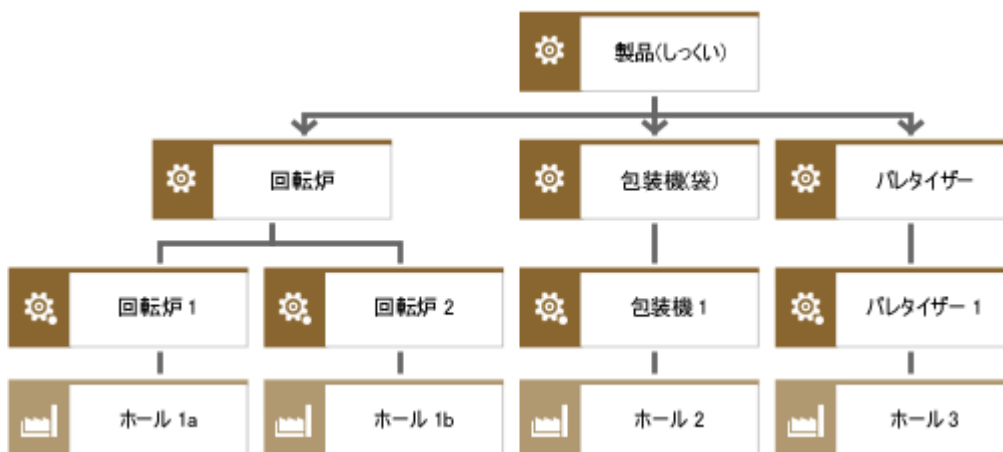 製品(しっくい)
回転炉
包装機(袋)
パレタイザー
回転炉 1
回転炉 2
包装機 1
パレタイザー 1
ホール 1a
ホール 1b
ホール 2
ホール 3